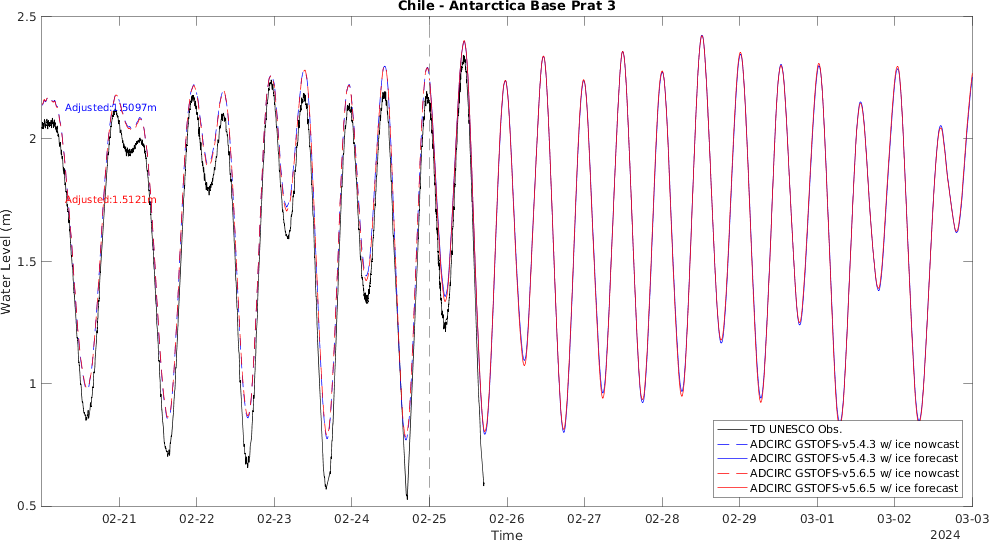 Chile - Antarctica Base Prat 3
2.5
2
1.5
1
0.5
Water Level (m)
Adjusted:1.5097m
Adjusted:1.5121m
TD UNESCO Obs.
ADCIRC GSTOFS-v5.4.3 w/ ice nowcast
ADCIRC GSTOFS-v5.4.3 w/ ice forecast
ADCIRC GSTOFS-v5.6.5 w/ ice nowcast
ADCIRC GSTOFS-v5.6.5 w/ ice forecast
02-21 02-22 02-23 02-24 02-25 02-26 02-27 02-28 02-29 03-01 03-02 03-03
Time
2024